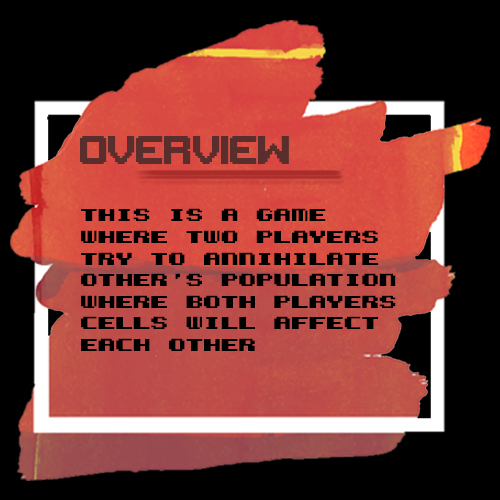 OVERVIEW
THIS IS A GAME
WHERE TWO PLAYERS
TRY TO ANNIHILATE
OTHER'S POPULATION
WHERE BOTH PLAYERS
CELLS WILL AFFECT
EACH OTHER